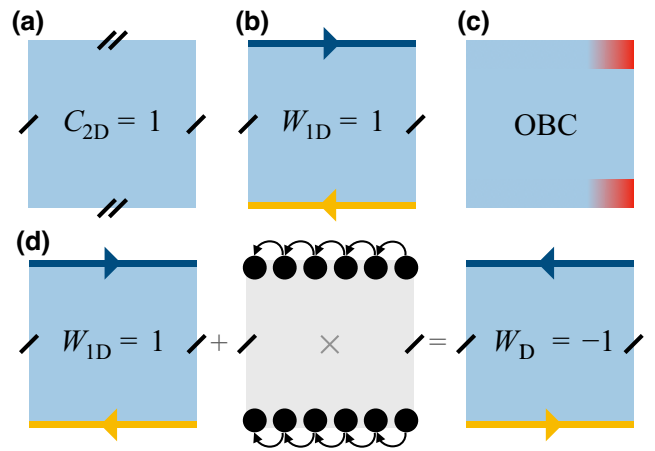 (a)
(b)
(c)
C2D = 1
W1D = 1
OBC
(d)
W1D = 1
+
×
=
WD = −1